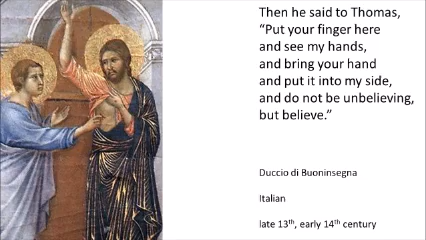 Then he said to Thomas,
“Put your finger here
and see my hands,
and bring your hand
and put it into my side,
and do not be unbelieving,
but believe.”
Duccio di Buoninsegna
Italian
late 13th, early 14th century